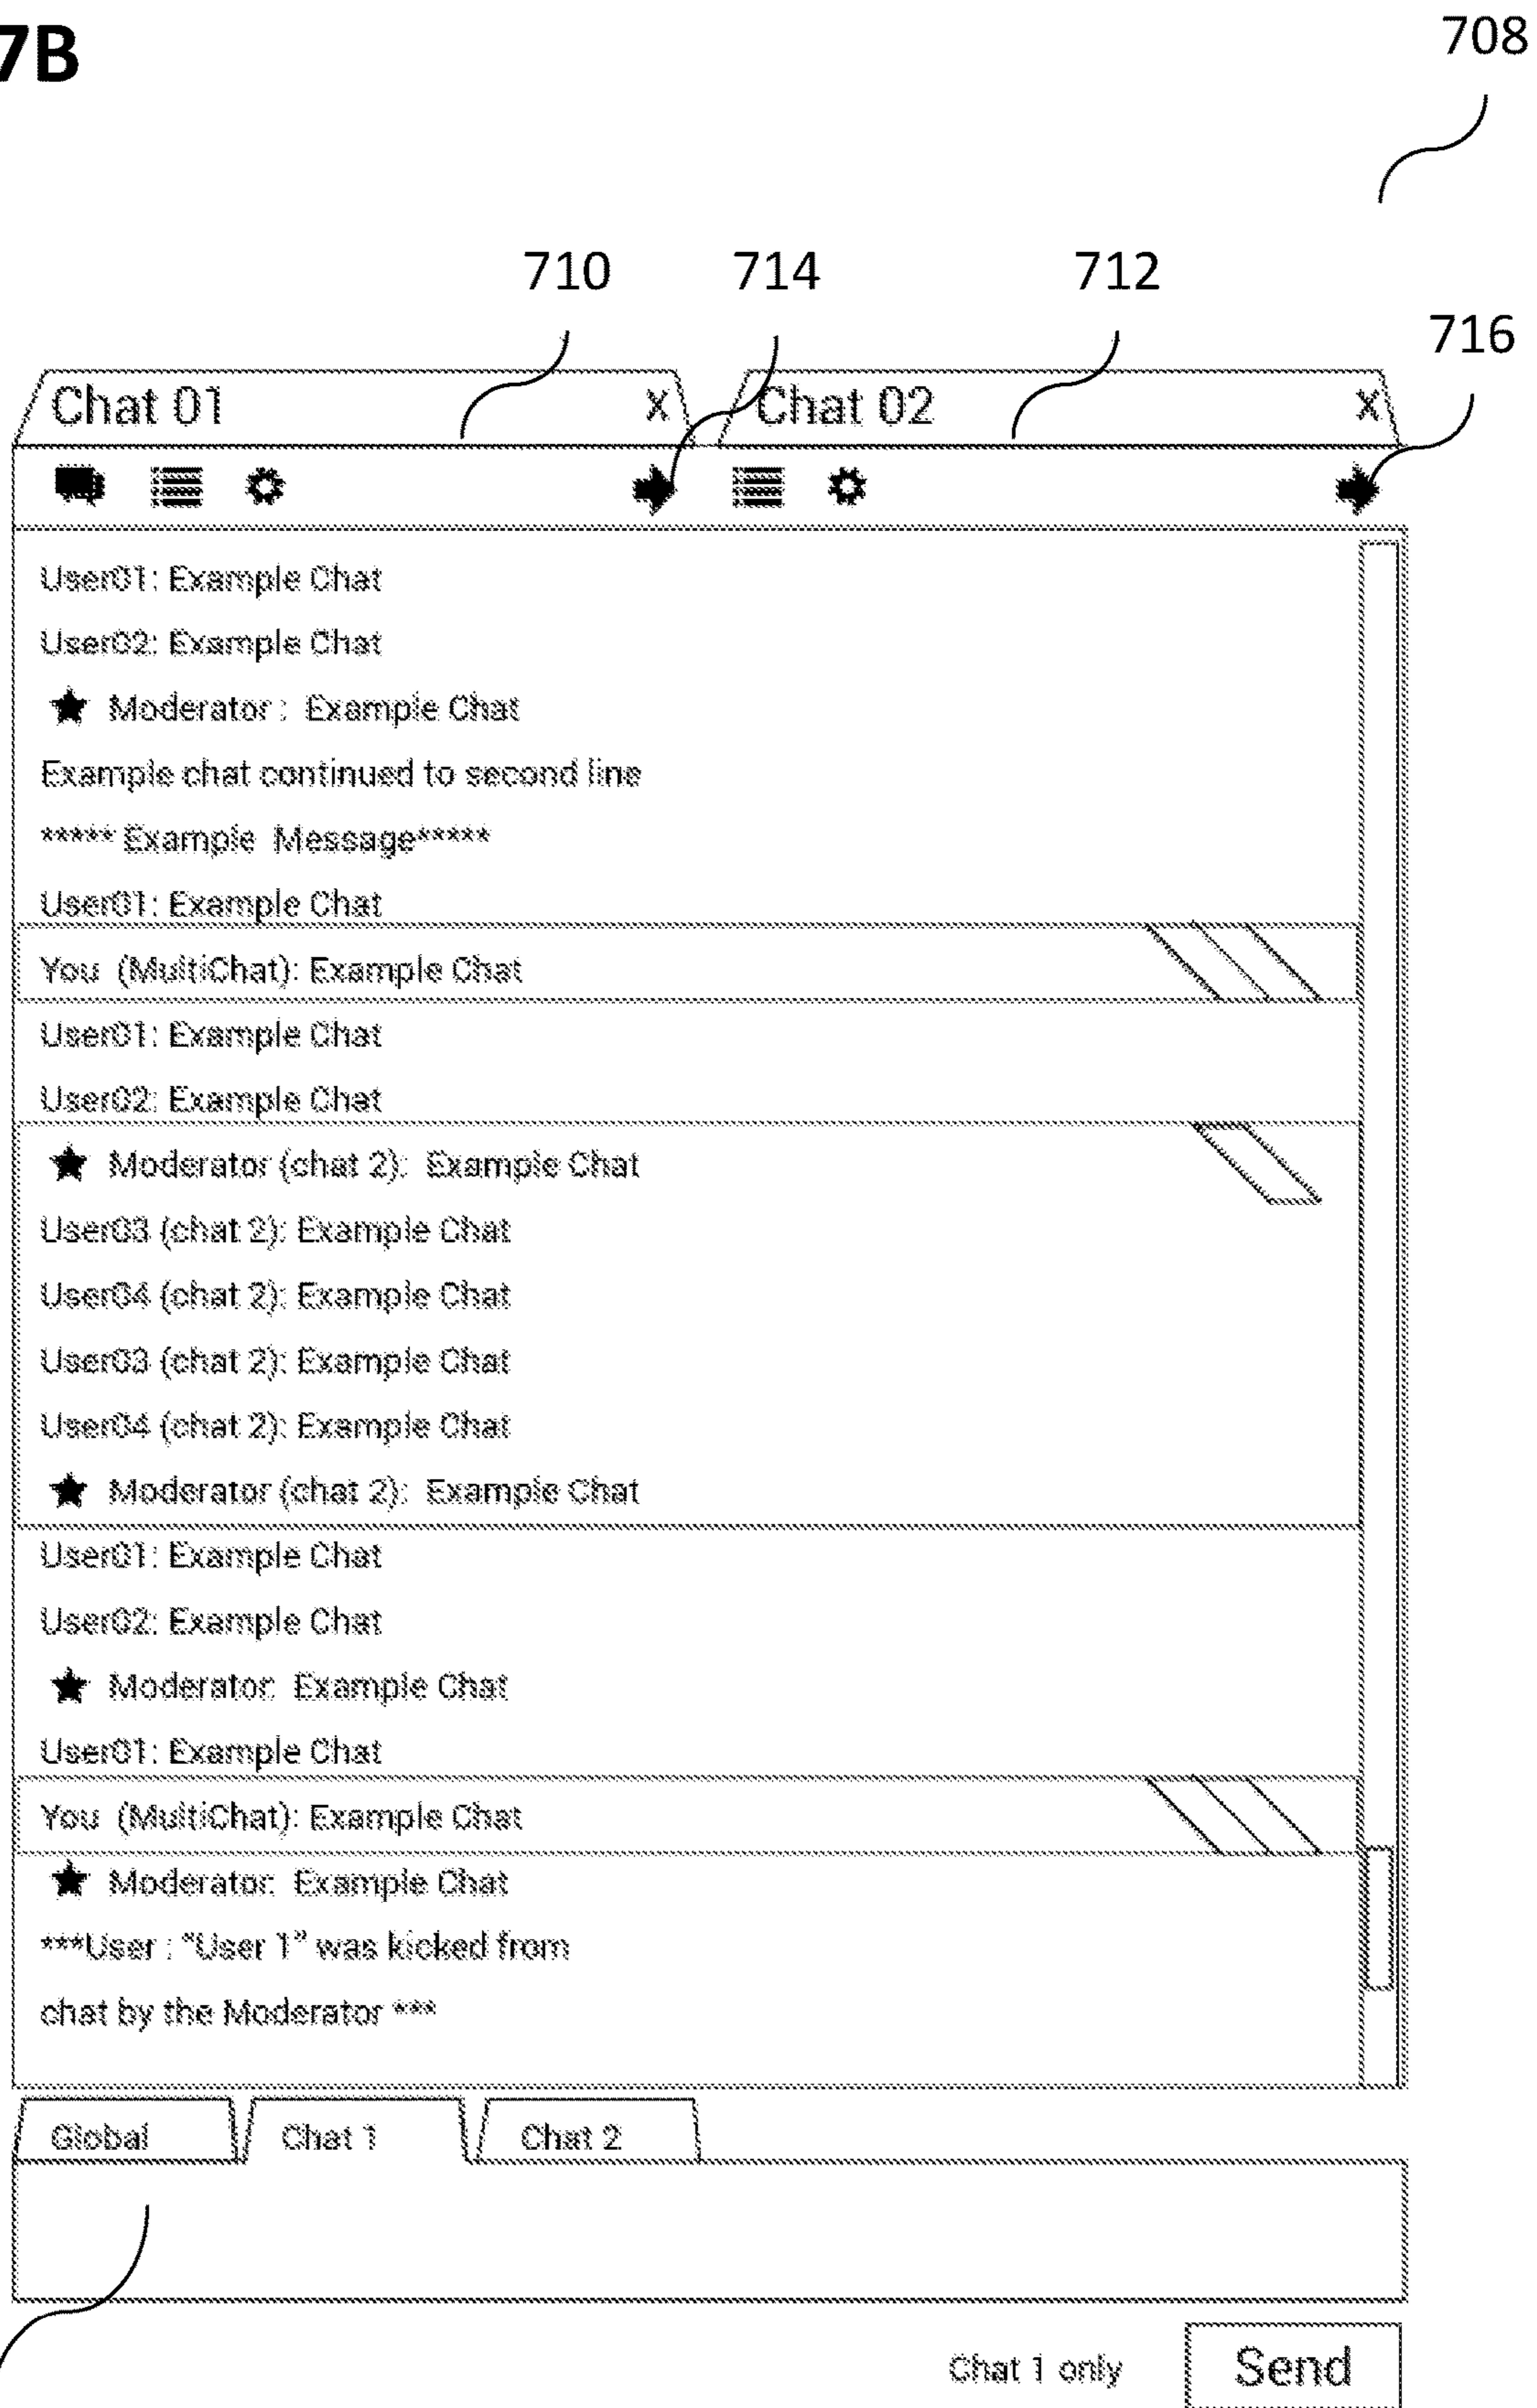 7B
708
710
714
712
716
Chat 01 x
Chat 02 x
User01: Example Chat
User02: Example Chat
★ Moderator : Example Chat
Example chat continued to second line
***** Example Message*****
User01: Example Chat
You (MultiChat): Example Chat
User01: Example Chat
User02: Example Chat
★ Moderator (chat 2): Example Chat
User03 (chat 2): Example Chat
User04 (chat 2): Example Chat
User03 (chat 2): Example Chat
User04 (chat 2): Example Chat
★ Moderator (chat 2): Example Chat
User01: Example Chat
User02: Example Chat
★ Moderator: Example Chat
User01: Example Chat
You (MultiChat): Example Chat
★ Moderator: Example Chat
***User : “User 1” was kicked from
chat by the Moderator ***
Global Chat 1 Chat 2
Chat 1 only Send